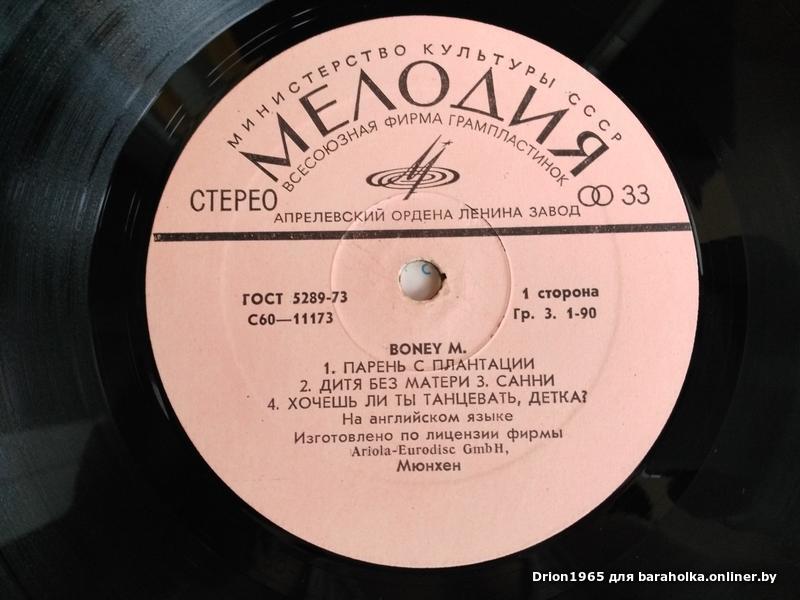 МИНИСТЕРСТВО КУЛЬТУРЫ СССР
МЕЛОДИЯ
ВСЕСОЮЗНАЯ ФИРМА ГРАМПЛАСТИНОК
СТЕРЕО
33
АПРЕЛЕВСКИЙ ОРДЕНА ЛЕНИНА ЗАВОД
ГОСТ 5289-73
1 сторона
С60—11173
Гр. 3. 1-90
BONEY M.
1. ПАРЕНЬ С ПЛАНТАЦИИ
2. ДИТЯ БЕЗ МАТЕРИ 3. САННИ
4. ХОЧЕШЬ ЛИ ТЫ ТАНЦЕВАТЬ, ДЕТКА?
На английском языке
Изготовлено по лицензии фирмы
Ariola-Eurodisc GmbH,
Мюнхен
Drion1965 для baraholka.onliner.by